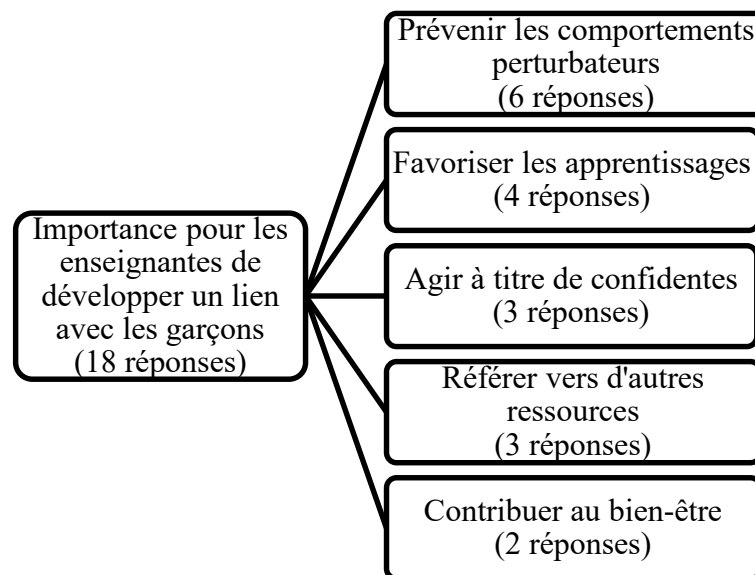 Importance pour les
enseignantes de
développer un lien
avec les garçons
(18 réponses)
Prévenir les comportements
perturbateurs
(6 réponses)
Favoriser les apprentissages
(4 réponses)
Agir à titre de confidentes
(3 réponses)
Référer vers d'autres
ressources
(3 réponses)
Contribuer au bien-être
(2 réponses)